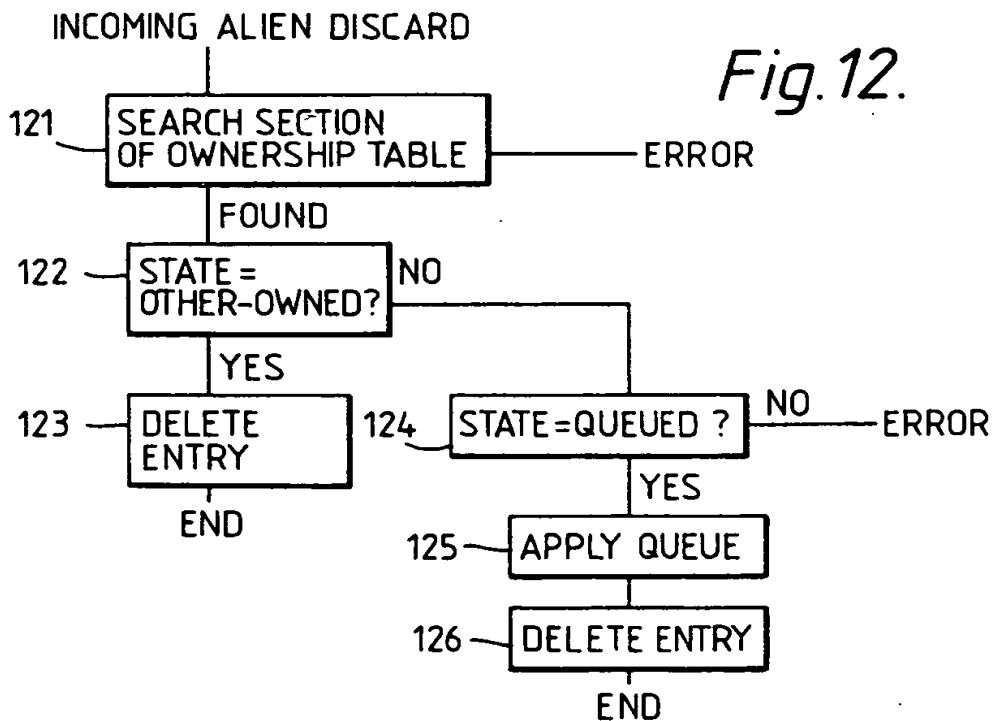 INCOMING ALIEN DISCARD
Fig.12.
121
SEARCH SECTION
OF OWNERSHIP TABLE
ERROR
FOUND
122
STATE =
OTHER-OWNED?
NO
YES
123
DELETE
ENTRY
END
124
STATE=QUEUED ?
NO
ERROR
YES
125
APPLY QUEUE
126
DELETE ENTRY
END